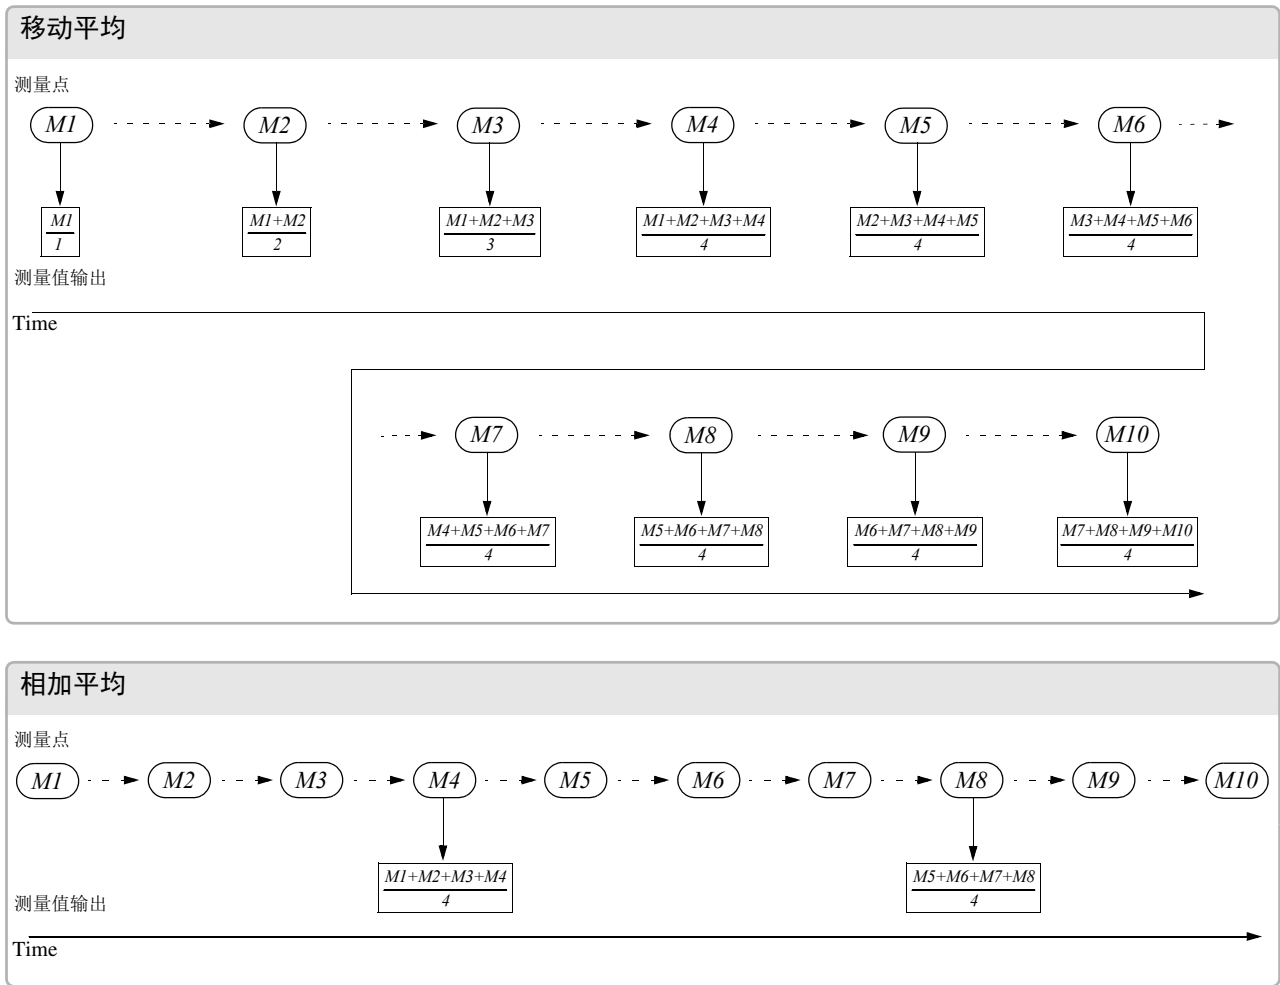 移动平均
测量点
M1 M2 M3 M4 M5 M6
M1 M1+M2 M1+M2+M3 M1+M2+M3+M4 M2+M3+M4+M5 M3+M4+M5+M6
1 2 3 4 4 4
测量值输出
Time
M7 M8 M9 M10
M4+M5+M6+M7 M5+M6+M7+M8 M6+M7+M8+M9 M7+M8+M9+M10
4 4 4 4
相加平均
测量点
M1 M2 M3 M4 M5 M6 M7 M8 M9 M10
M1+M2+M3+M4 M5+M6+M7+M8
4 4
测量值输出
Time